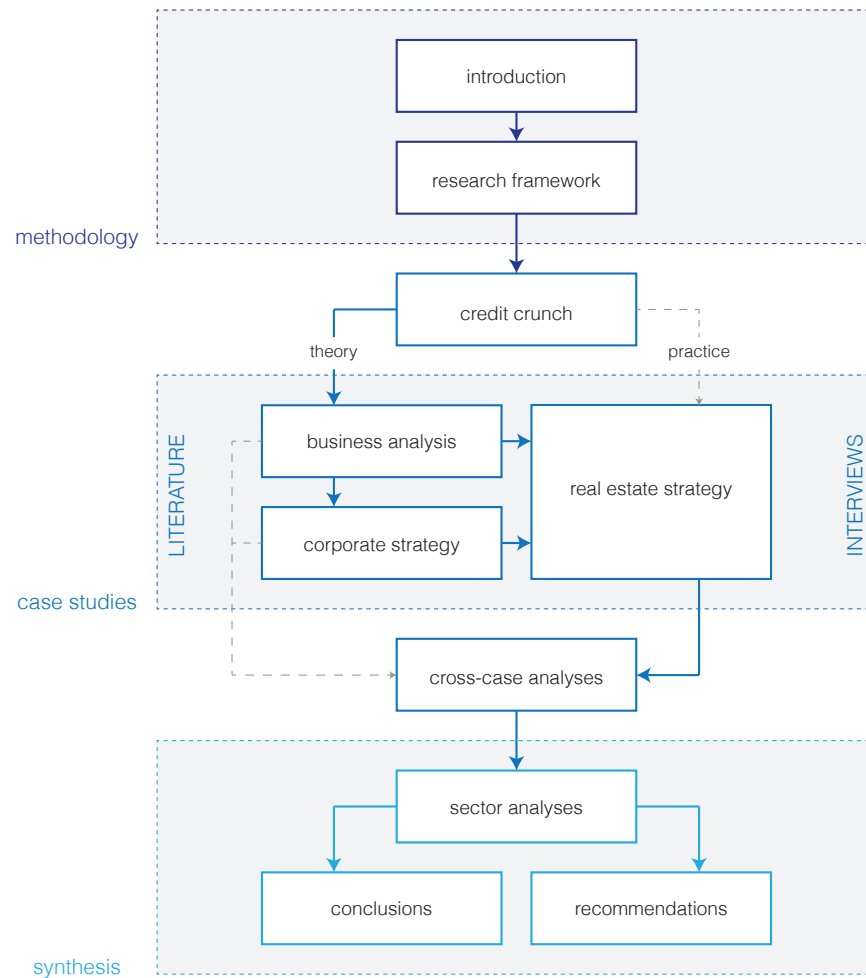 introduction
research framework
methodology
credit crunch
theory
practice
LITERATURE
business analysis
real estate strategy
INTERVIEWS
corporate strategy
case studies
cross-case analyses
sector analyses
conclusions
recommendations
synthesis